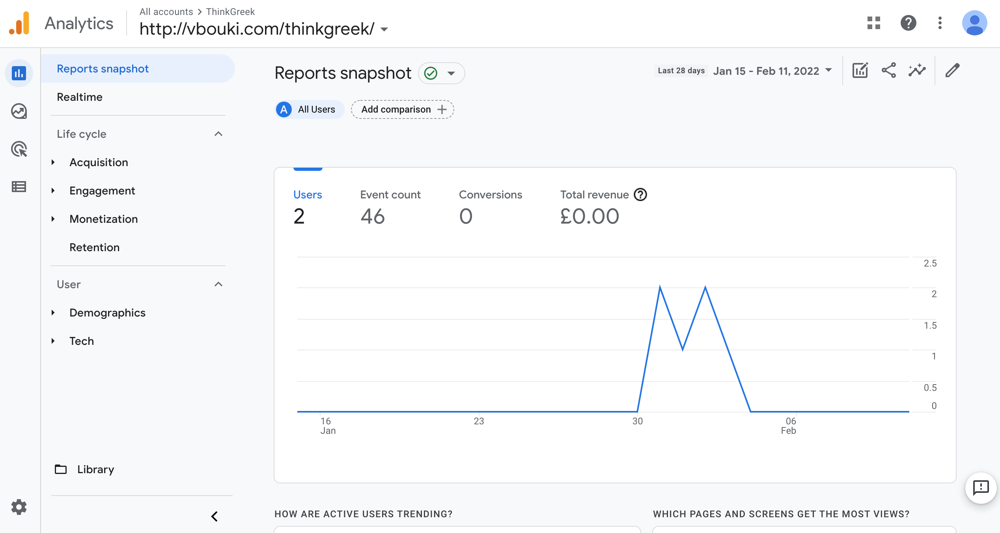 Analytics
All accounts > ThinkGreek
http://vbouki.com/thinkgreek/
Reports snapshot
Realtime
Life cycle
Acquisition
Engagement
Monetization
Retention
User
Demographics
Tech
Library
Reports snapshot
Last 28 days Jan 15 - Feb 11, 2022
A All Users
Add comparison +
Users Event count Conversions Total revenue
2 46 0 £0.00
2.5
2
1.5
1
0.5
0
16 23 30 06
Jan Feb
HOW ARE ACTIVE USERS TRENDING?
WHICH PAGES AND SCREENS GET THE MOST VIEWS?